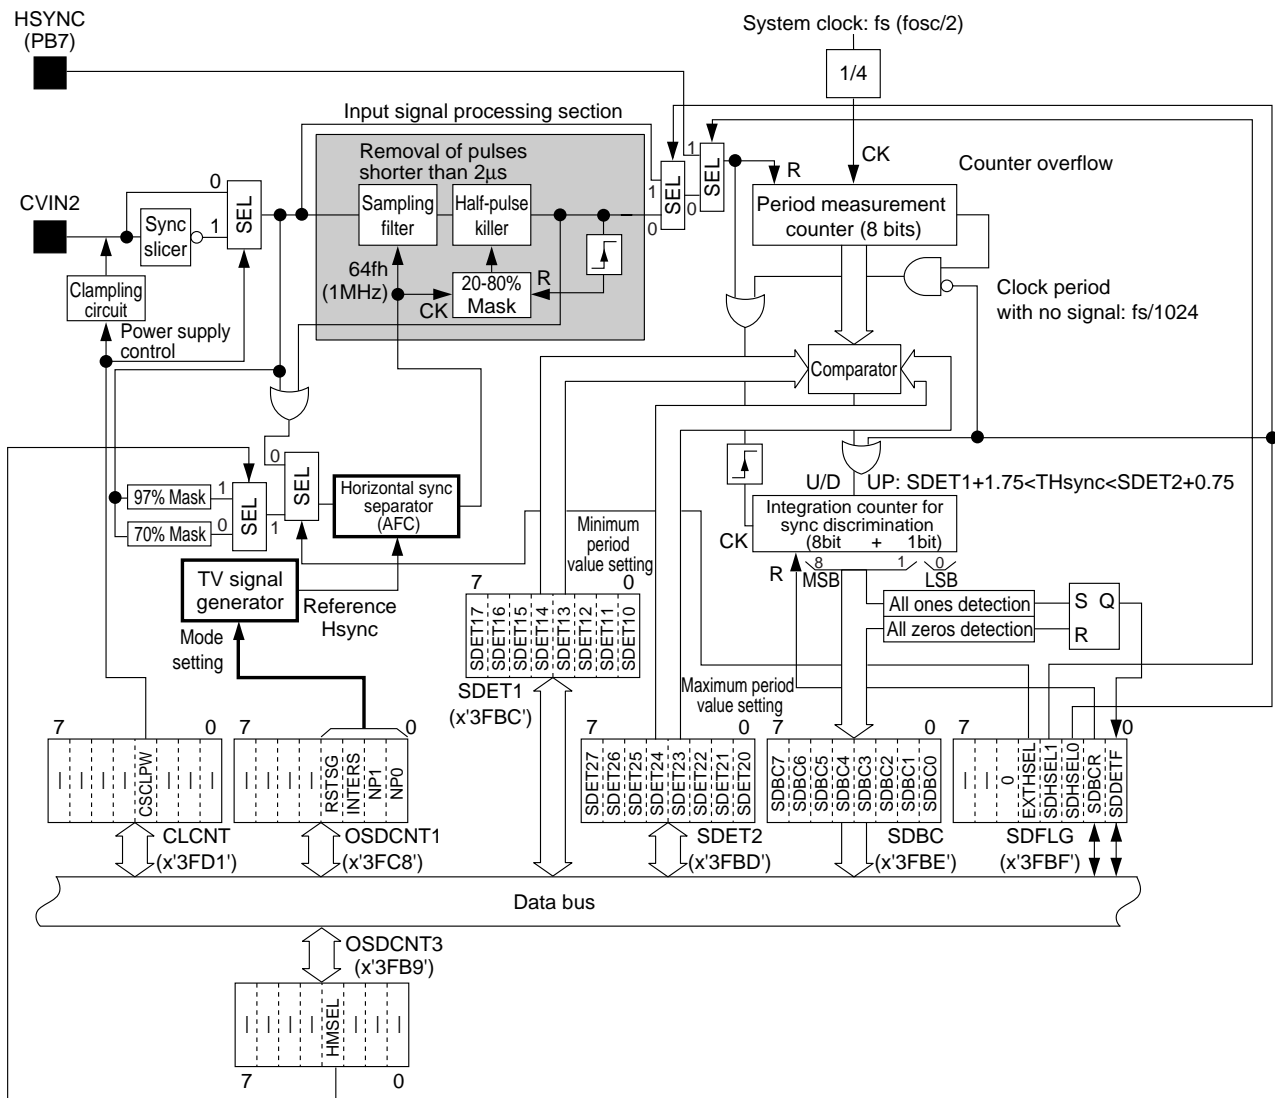 HSYNC
(PB7)
System clock: fs (fosc/2)
1/4
Input signal processing section
Removal of pulses
shorter than 2µs
CK
Counter overflow
R
1
SEL
SEL
1
0
0
CVIN2
0
Sync
slicer
1
SEL
Sampling
filter
Half-pulse
killer
Period measurement
counter (8 bits)
64fh
(1MHz)
CK
20-80%
Mask
R
Clampling
circuit
Power supply
control
Clock period
with no signal: fs/1024
Comparator
0
SEL
1
97% Mask
1
70% Mask
0
SEL
Horizontal sync
separator
(AFC)
U/D
UP: SDET1+1.75<THsync<SDET2+0.75
Integration counter for
sync discrimination
(8bit + 1bit)
CK
R
8
1
0
MSB
LSB
Minimum
period
value setting
TV signal
generator
Reference
Hsync
Mode
setting
All ones detection
All zeros detection
S Q
R
7
0
SDET17
SDET16
SDET15
SDET14
SDET13
SDET12
SDET11
SDET10
SDET1
(x'3FBC')
Maximum period
value setting
7
0
CSCLPW
CLCNT
(x'3FD1')
7
0
RSTSG
INTERS
NP1
NP0
OSDCNT1
(x'3FC8')
7
0
SDET27
SDET26
SDET25
SDET24
SDET23
SDET22
SDET21
SDET20
SDET2
(x'3FBD')
7
0
SDBC7
SDBC6
SDBC5
SDBC4
SDBC3
SDBC2
SDBC1
SDBC0
SDBC
(x'3FBE')
7
0
0
EXTHSEL
SDHSEL1
SDHSEL0
SDBCR
SDDETF
SDFLG
(x'3FBF')
Data bus
OSDCNT3
(x'3FB9')
HMSEL
7
0